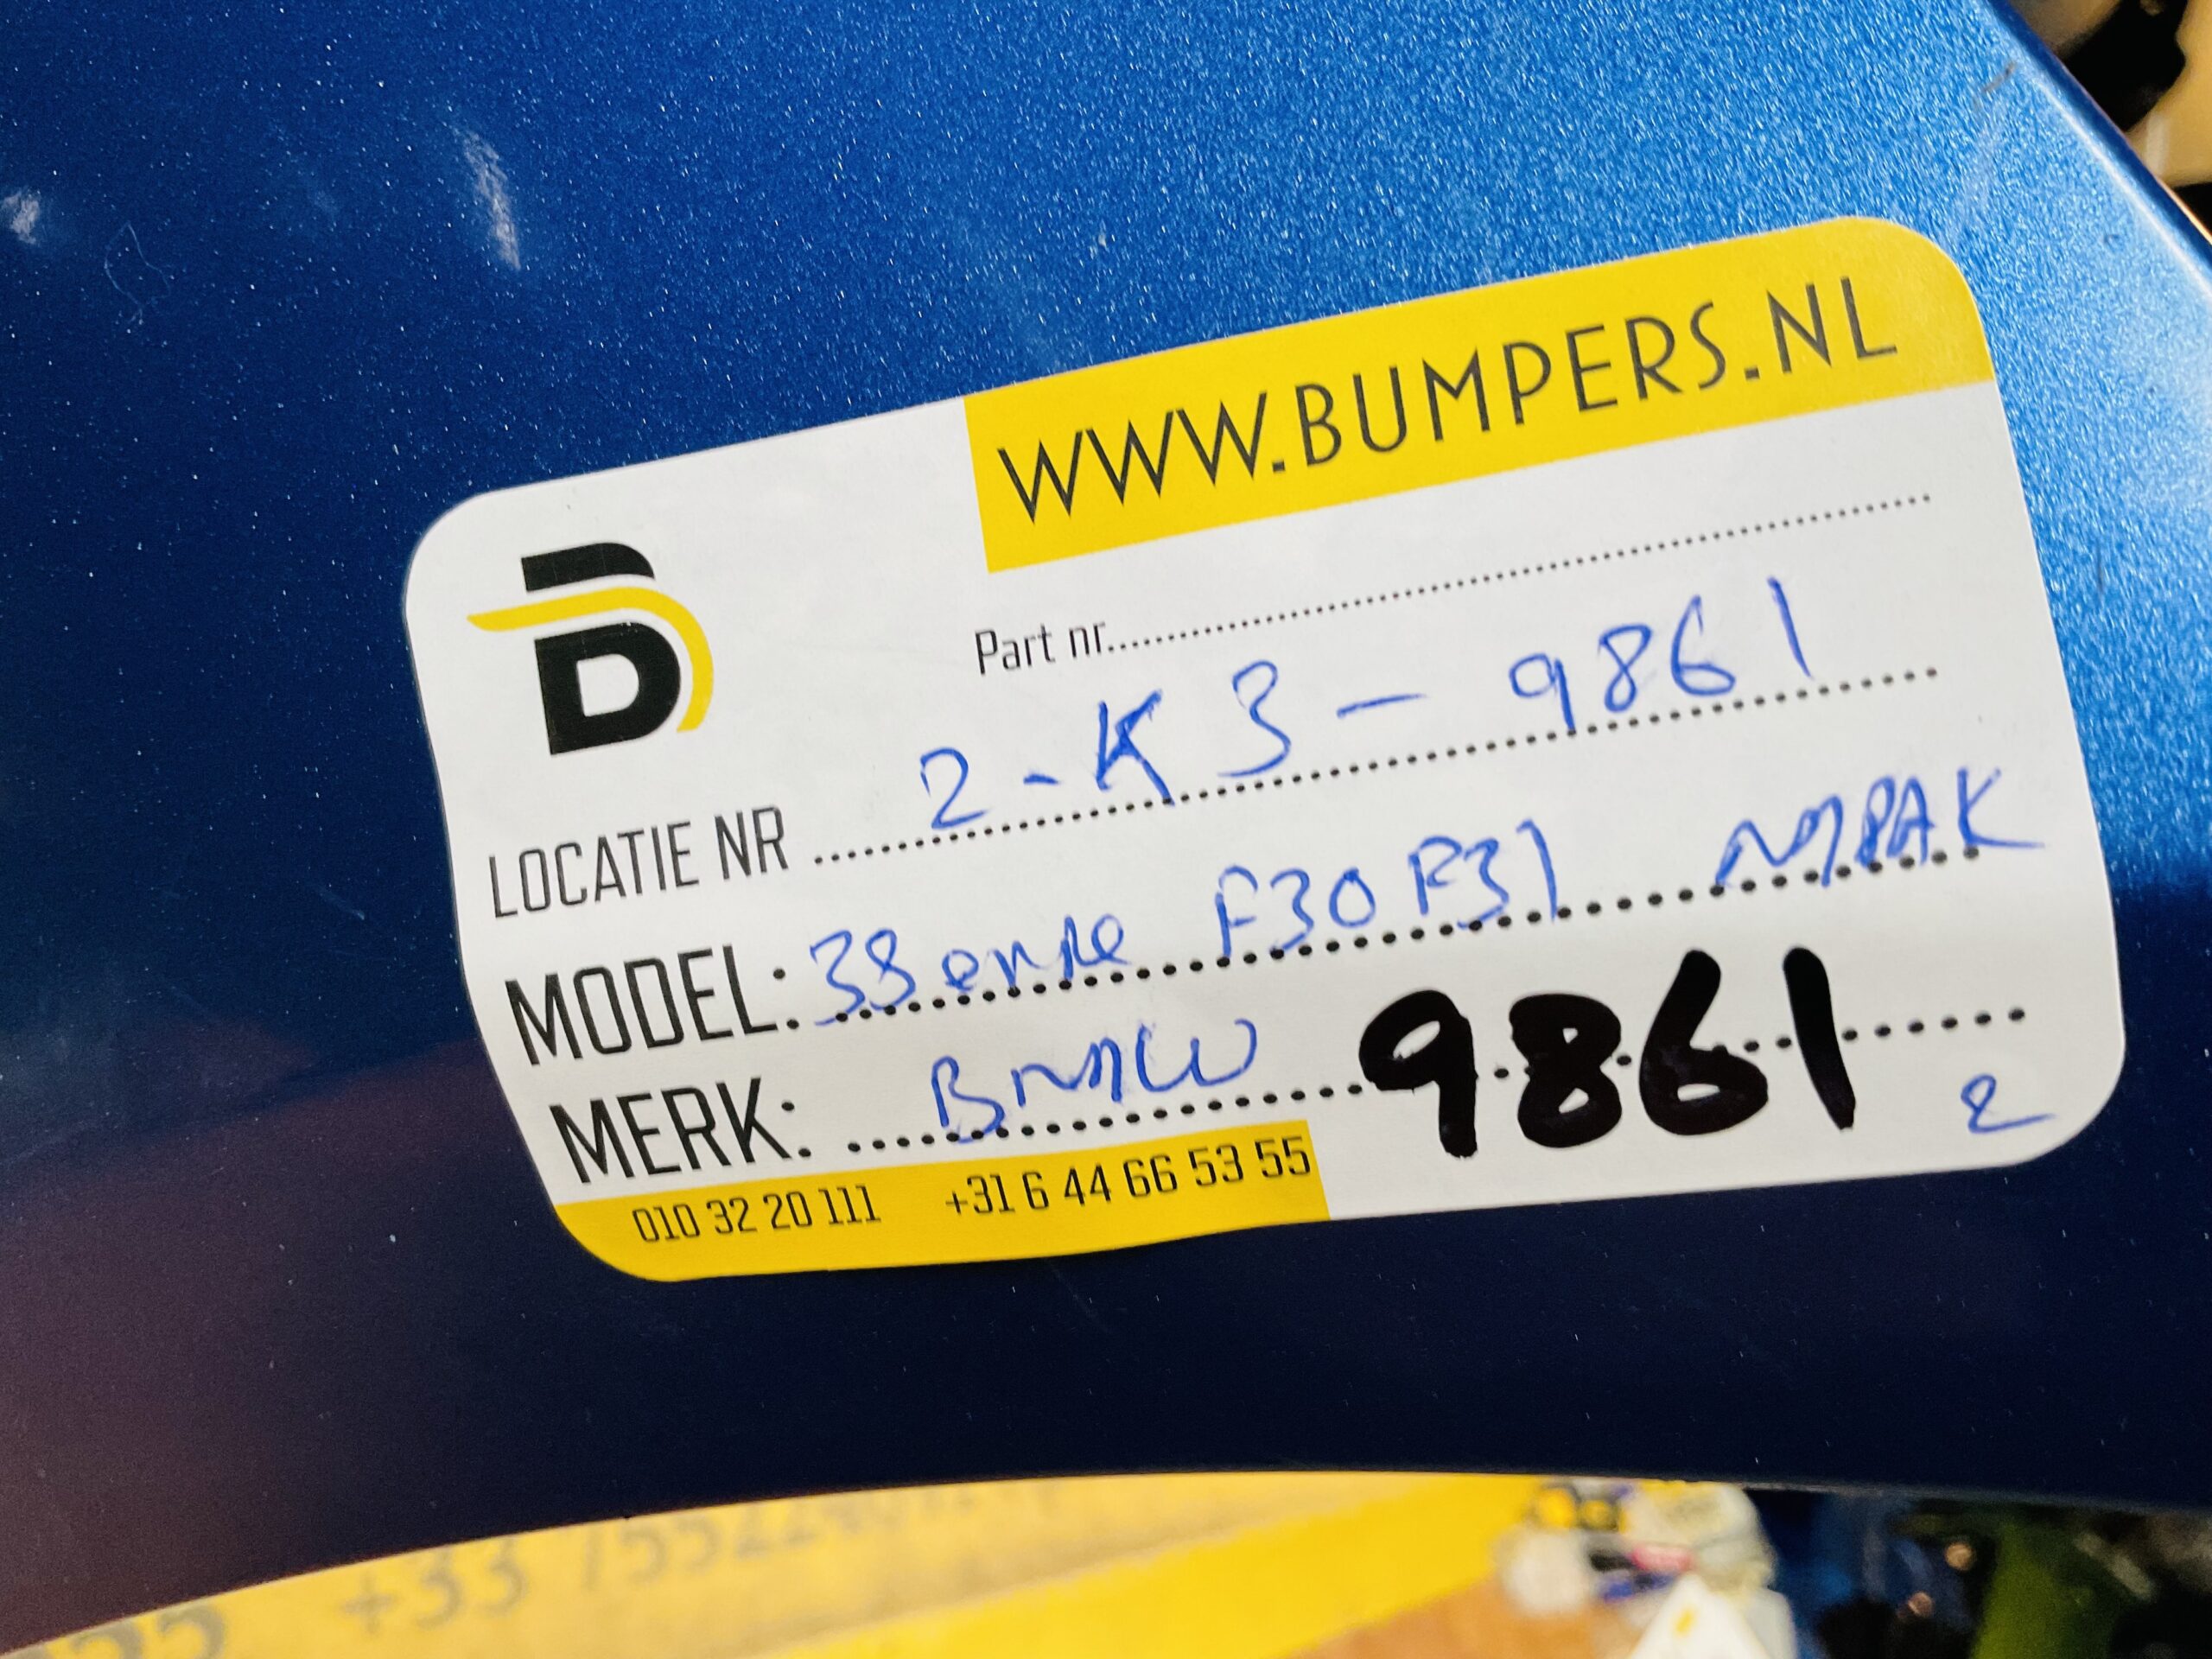 WWW.BUMPERS.NL
B
Part nr.
LOCATIE NR 2-K3-9861
MODEL: 3Serie F30 F31 MPAK
MERK: BMW 9861
2
010 32 20 111 +31 6 44 66 53 55
+33